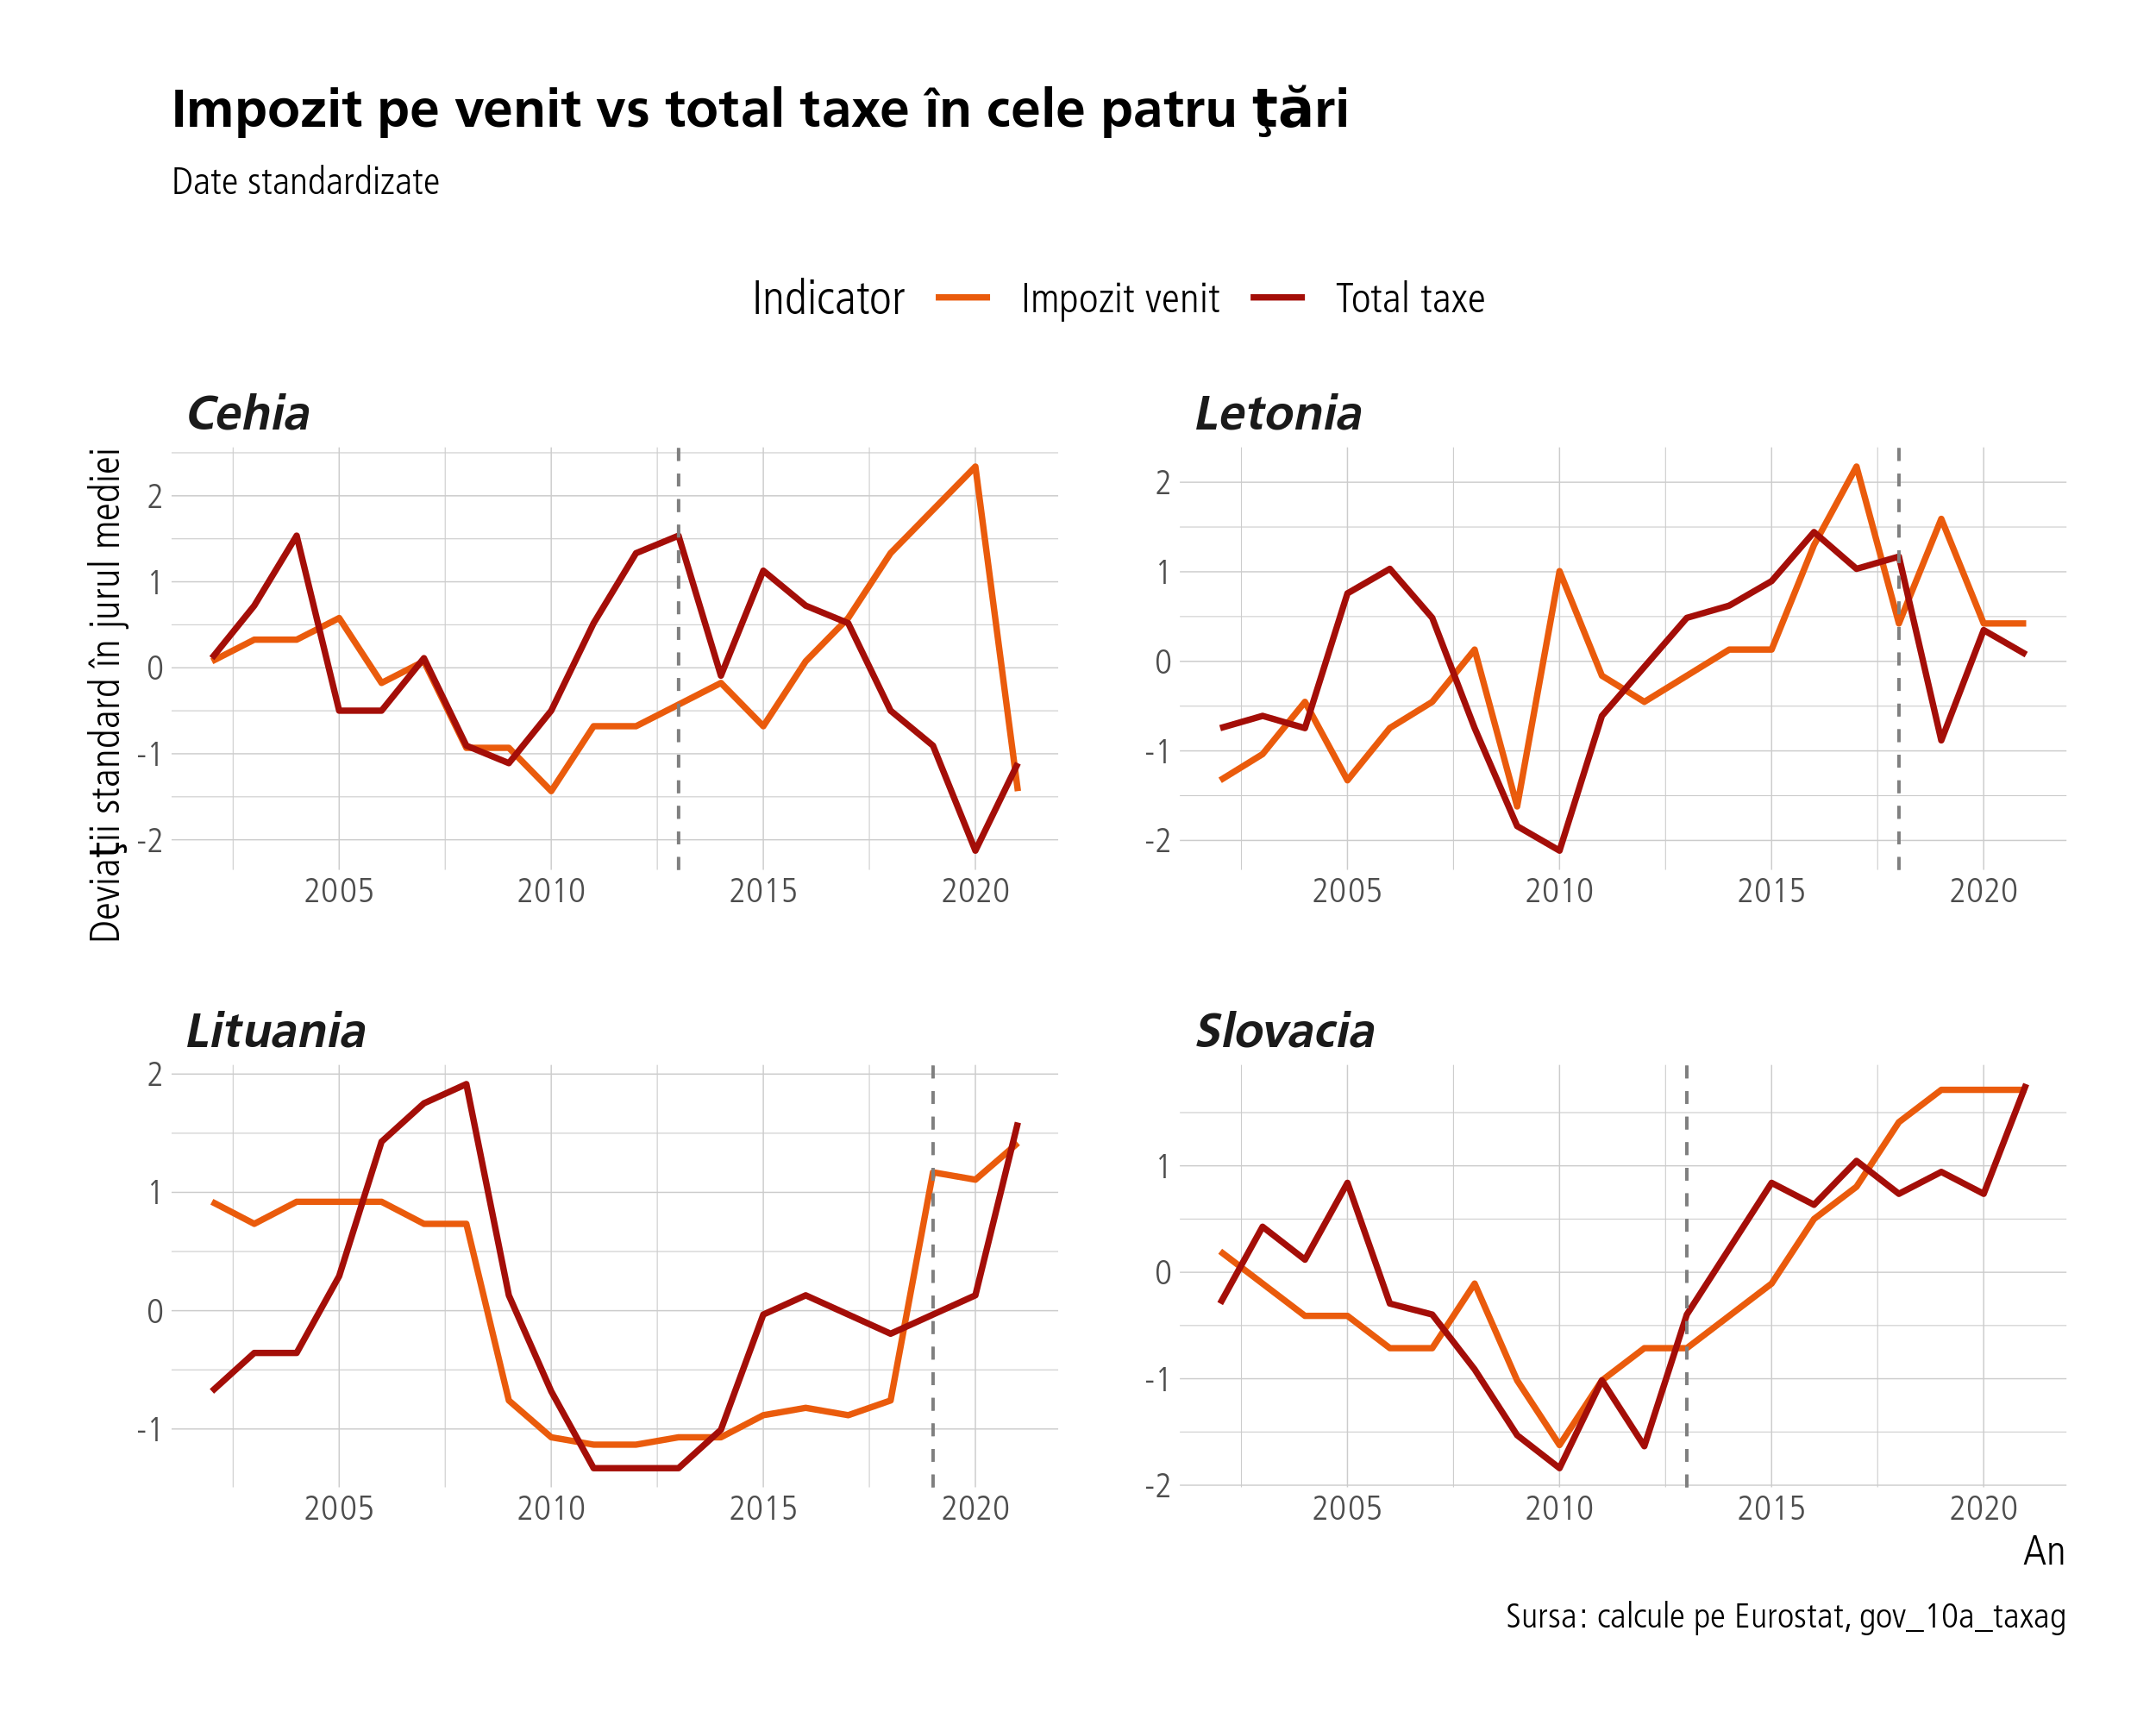 Impozit pe venit vs total taxe în cele patru ţări
Date standardizate
Indicator Impozit venit Total taxe
Deviaţii standard în jurul mediei
Cehia
2
1
0
-1
-2
2005 2010 2015 2020
Letonia
2
1
0
-1
-2
2005 2010 2015 2020
Lituania
2
1
0
-1
2005 2010 2015 2020
Slovacia
1
0
-1
-2
2005 2010 2015 2020
An
Sursa: calcule pe Eurostat, gov_10a_taxag